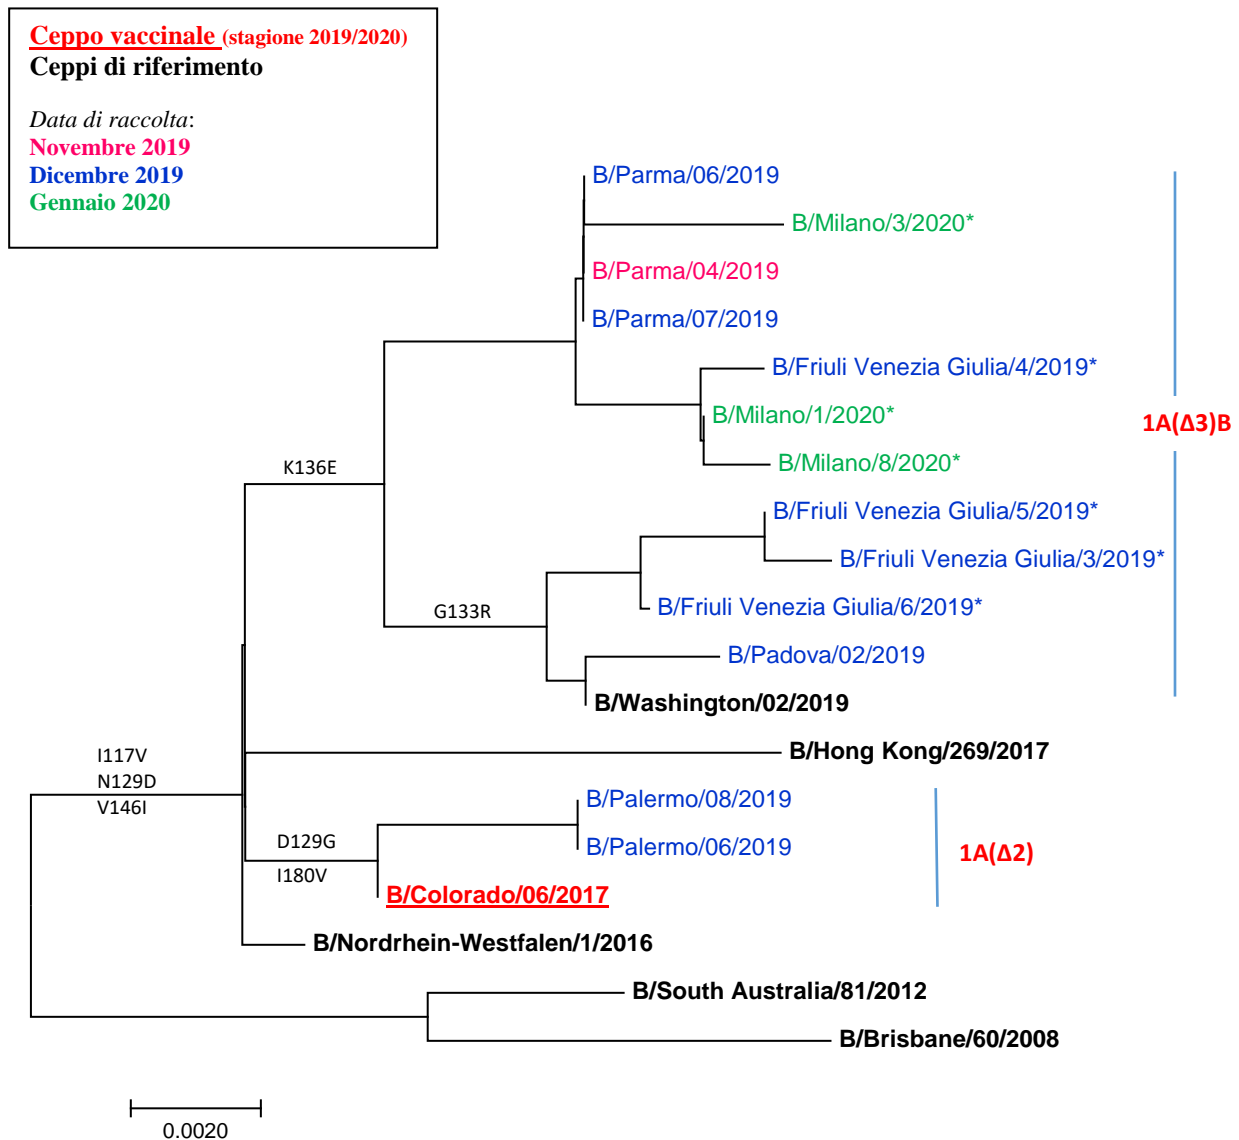 Ceppo vaccinale (stagione 2019/2020)
Ceppi di riferimento
Data di raccolta:
Novembre 2019
Dicembre 2019
Gennaio 2020
B/Parma/06/2019
B/Milano/3/2020*
B/Parma/04/2019
B/Parma/07/2019
B/Friuli Venezia Giulia/4/2019*
B/Milano/1/2020*
1A(Δ3)B
B/Milano/8/2020*
K136E
B/Friuli Venezia Giulia/5/2019*
B/Friuli Venezia Giulia/3/2019*
B/Friuli Venezia Giulia/6/2019*
G133R
B/Padova/02/2019
B/Washington/02/2019
B/Hong Kong/269/2017
I117V
N129D
V146I
B/Palermo/08/2019
D129G
B/Palermo/06/2019
1A(Δ2)
I180V
B/Colorado/06/2017
B/Nordrhein-Westfalen/1/2016
B/South Australia/81/2012
B/Brisbane/60/2008
0.0020